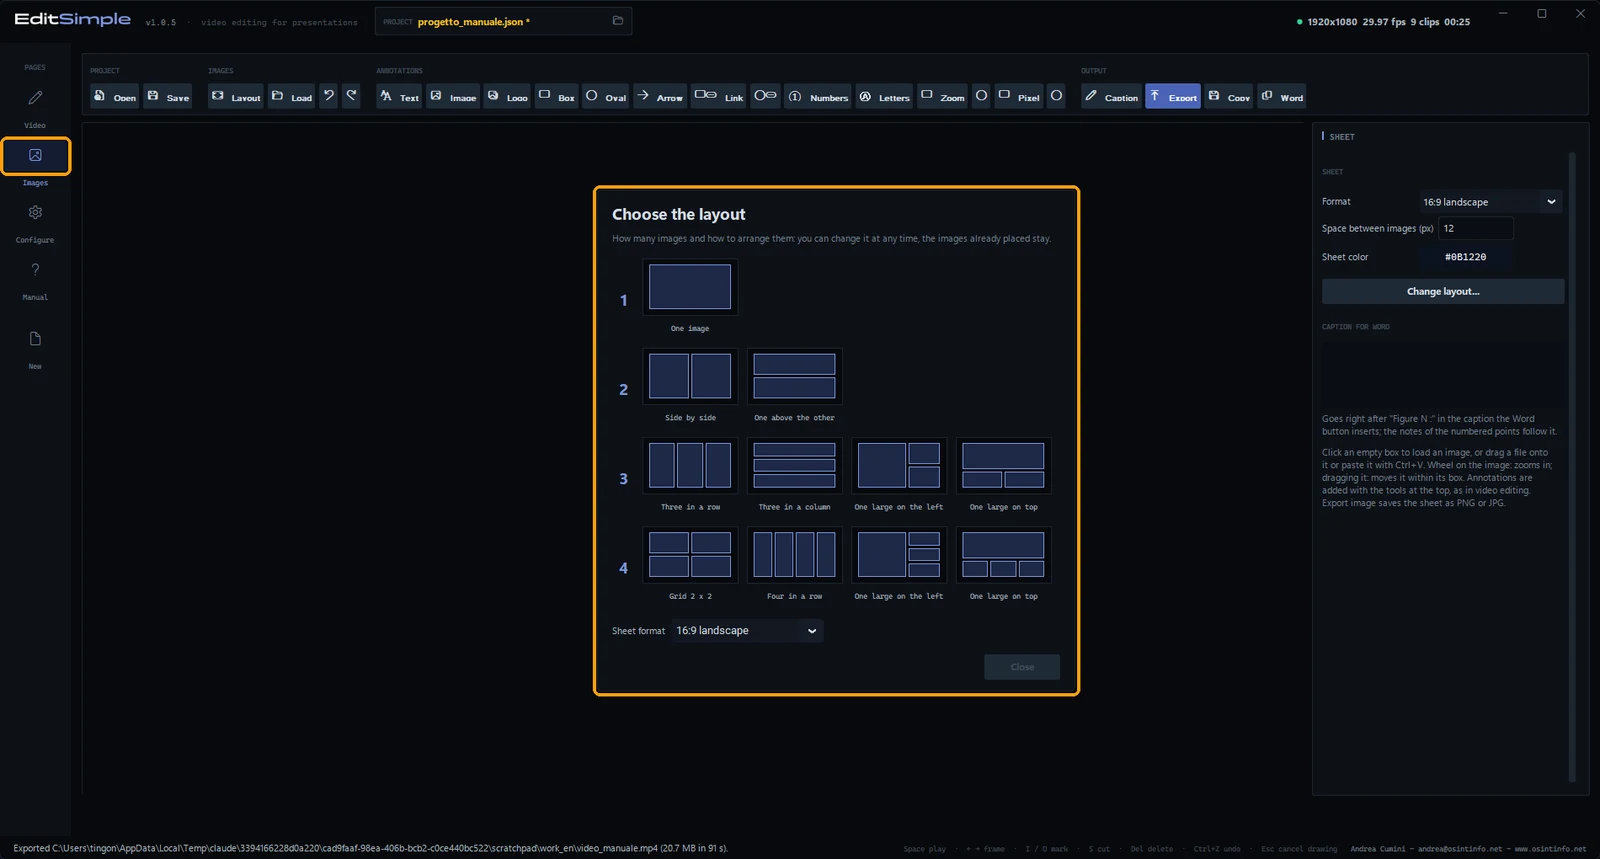 EditSimple v1.0.5 · video editing for presentations
PROJECT progetto_manuale.json *
1920x1080 29.97 fps 9 clips 00:25
PAGES
Video
Images
Configure
Manual
New
PROJECT
Open Save
IMAGES
Layout Load
ANNOTATIONS
Text Image Logo Box Oval Arrow Link Numbers Letters Zoom Pixel
OUTPUT
Caption Export Copy Word
Choose the layout
How many images and how to arrange them: you can change it at any time, the images already placed stay.
1
One image
2
Side by side One above the other
3
Three in a row Three in a column One large on the left One large on top
4
Grid 2 x 2 Four in a row One large on the left One large on top
Sheet format 16:9 landscape
Close
SHEET
SHEET
Format 16:9 landscape
Space between images (px) 12
Sheet color #0B1220
Change layout...
CAPTION FOR WORD
Goes right after "Figure N :" in the caption the Word
button inserts; the notes of the numbered points follow it.
Click an empty box to load an image, or drag a file onto
it or paste it with Ctrl+V. Wheel on the image: zooms in;
dragging it: moves it within its box. Annotations are
added with the tools at the top, as in video editing.
Export image saves the sheet as PNG or JPG.
Exported C:\Users\tingon\AppData\Local\Temp\claude\3394166228d0a220\cad9faaf-98ea-406b-bcb2-c0ce440bc522\scratchpad\work_en\video_manuale.mp4 (20.7 MB in 91 s).
Space play · ← → frame · I / O mark · S cut · Del delete · Ctrl+Z undo · Esc cancel drawing
Andrea Cumini - andrea@osintinfo.net - www.osintinfo.net